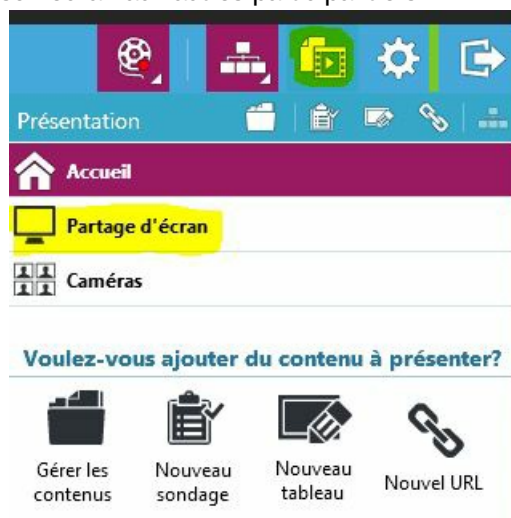 Présentation
Accueil
Partage d'écran
Caméras
Voulez-vous ajouter du contenu à présenter?
Gérer les contenus
Nouveau sondage
Nouveau tableau
Nouvel URL